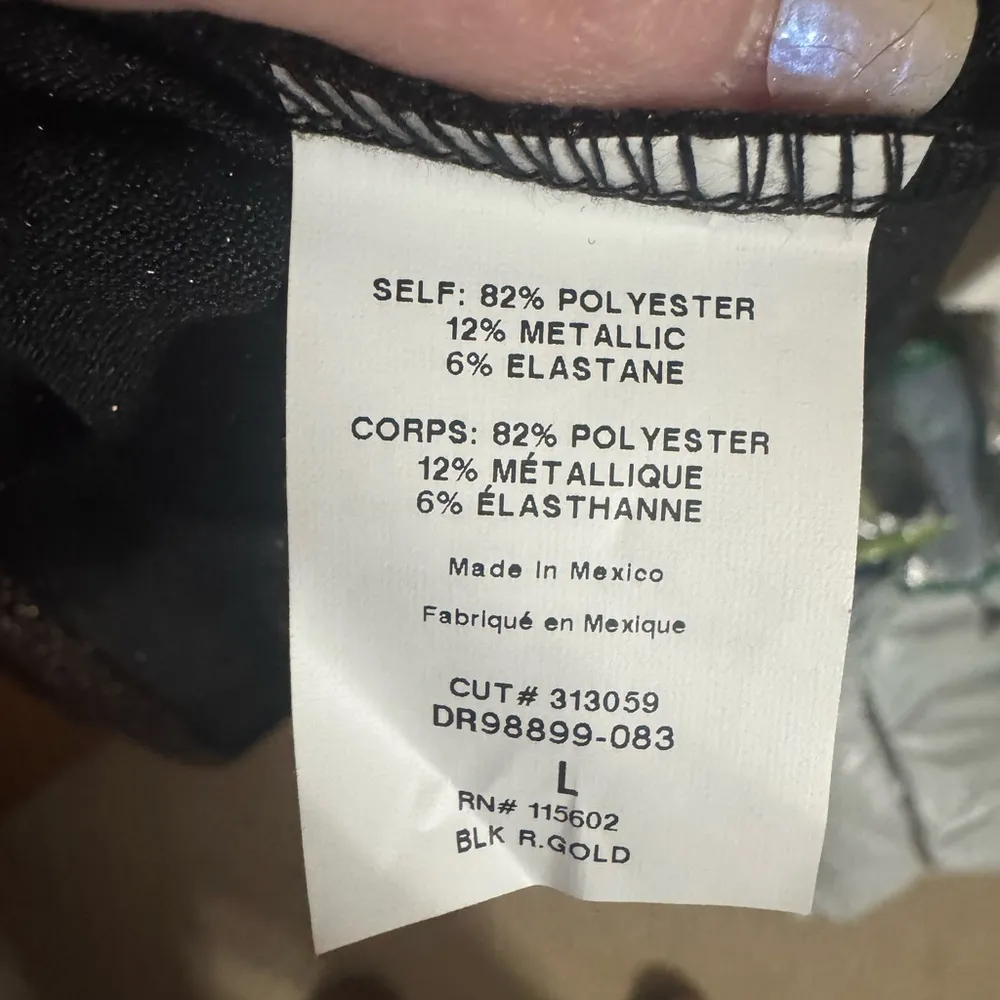 SELF: 82% POLYESTER
12% METALLIC
6% ELASTANE
CORPS: 82% POLYESTER
12% MÉTALLIQUE
6% ÉLASTHANNE
Made In Mexico
Fabriqué en Mexique
CUT# 313059
DR98899-083
L
RN# 115602
BLK R.GOLD